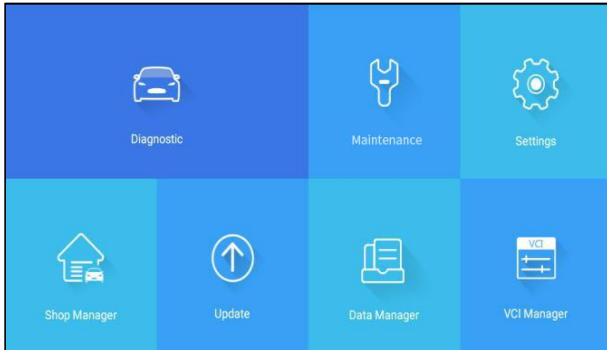 Diagnostic
Maintenance
Settings
Shop Manager
Update
Data Manager
VCI
VCI Manager